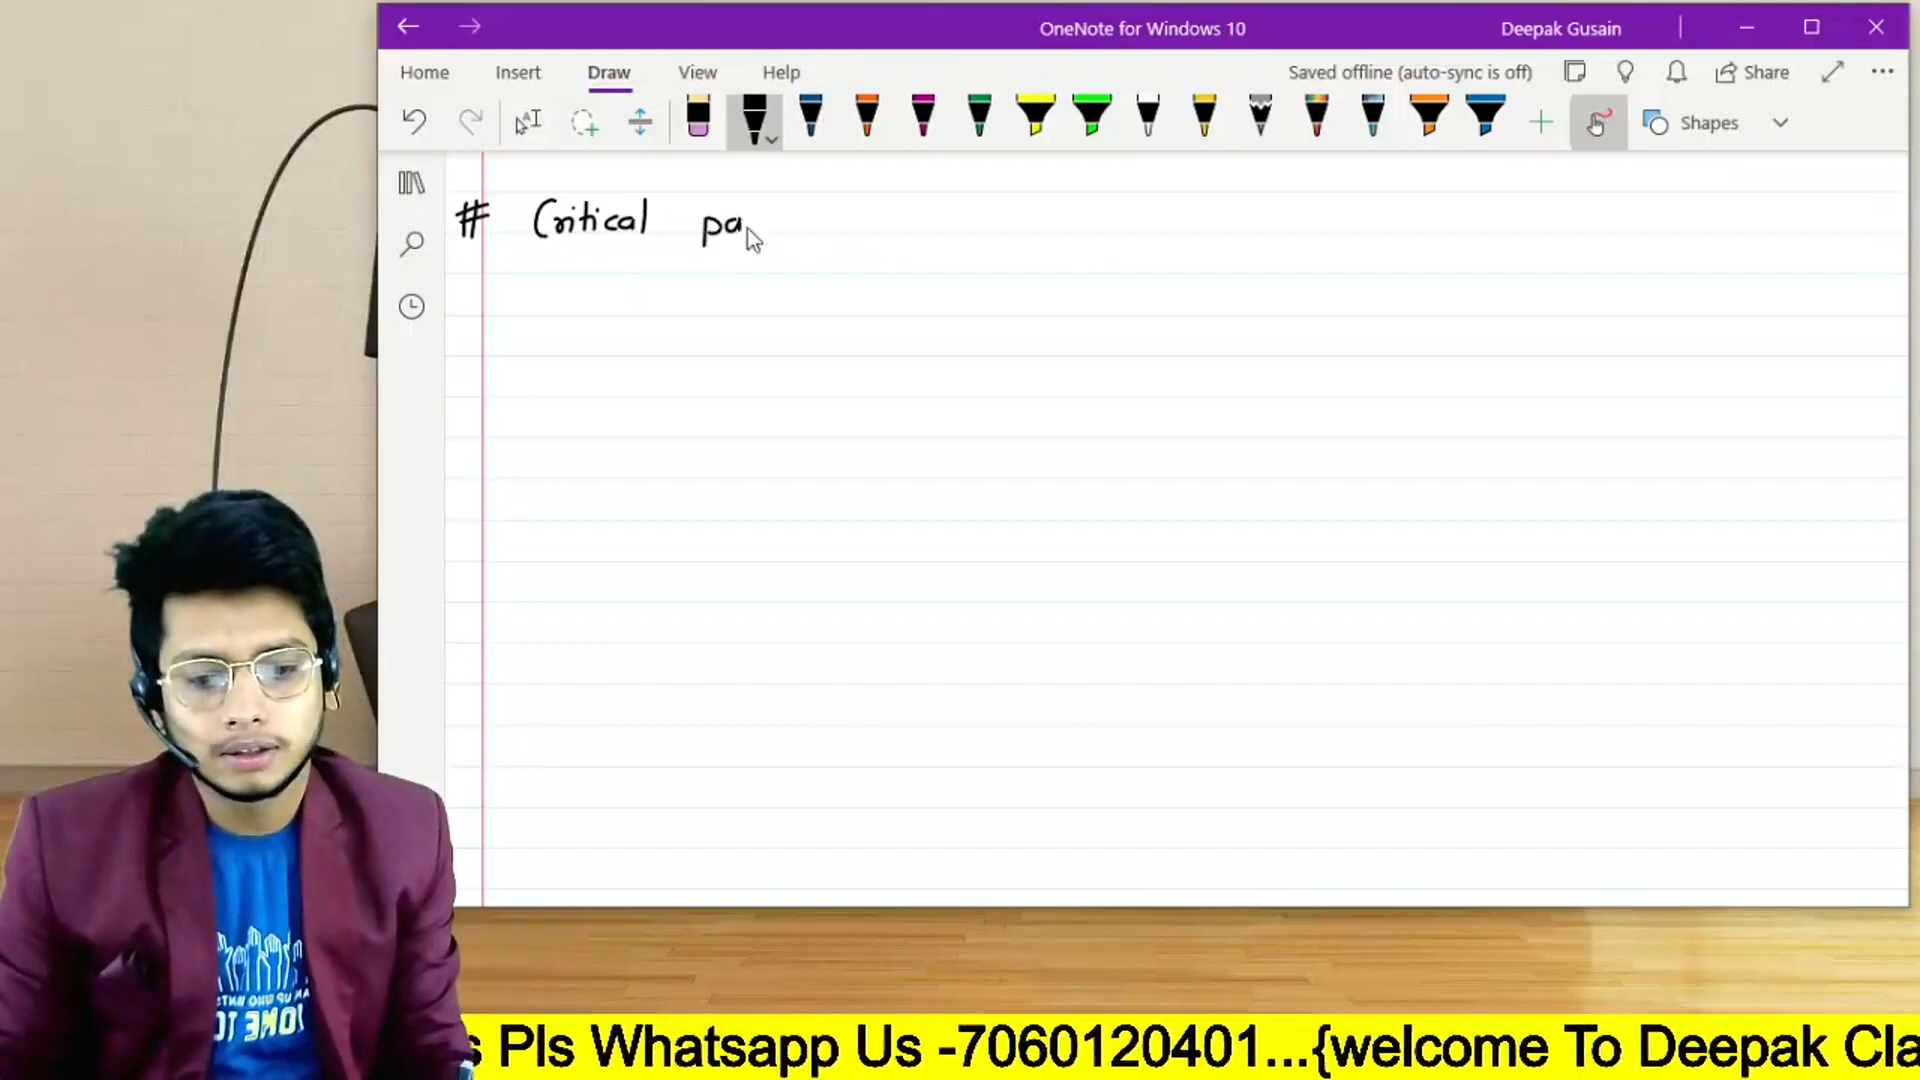 OneNote for Windows 10
Deepak Gusain
Home Insert Draw View Help
Saved offline (auto-sync is off)
Share
Shapes
# Critical pa
s Pls Whatsapp Us -7060120401...{welcome To Deepak Cla